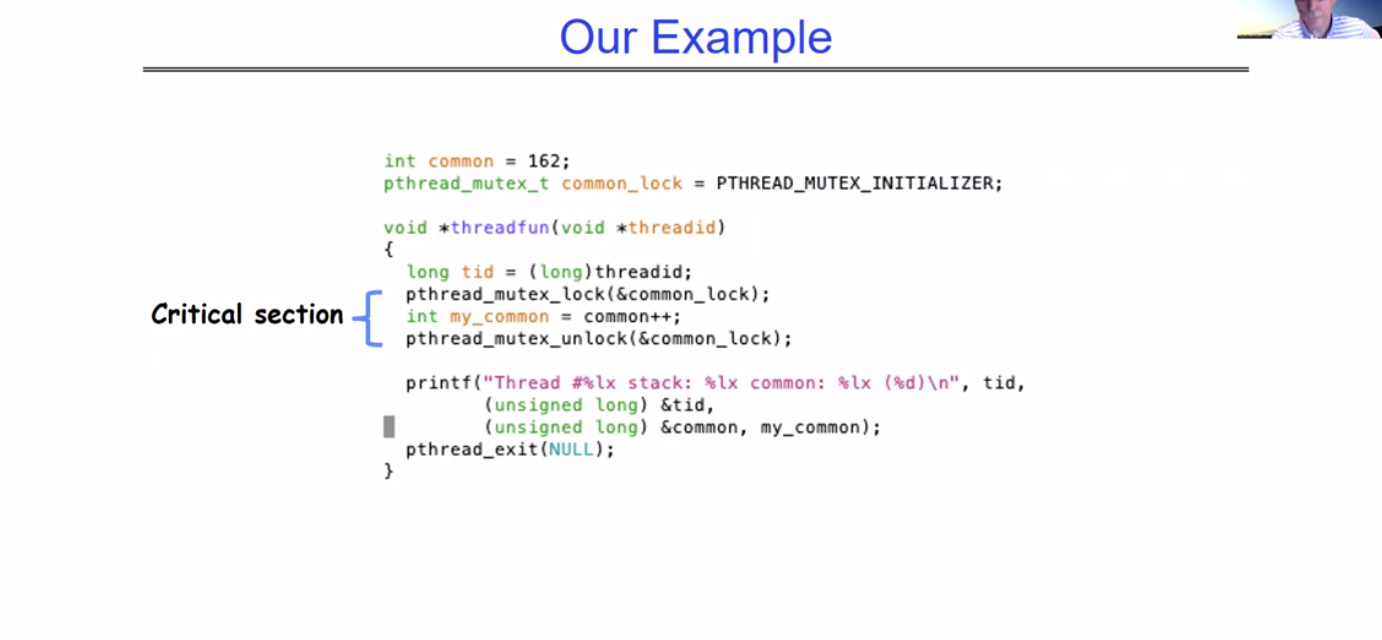 Our Example
int common = 162;
pthread_mutex_t common_lock = PTHREAD_MUTEX_INITIALIZER;
void *threadfun(void *threadid)
{
long tid = (long)threadid;
pthread_mutex_lock(&common_lock);
Critical section
int my_common = common++;
pthread_mutex_unlock(&common_lock);
printf("Thread #%lx stack: %lx common: %lx (%d)\n", tid,
(unsigned long) &tid,
(unsigned long) &common, my_common);
pthread_exit(NULL);
}